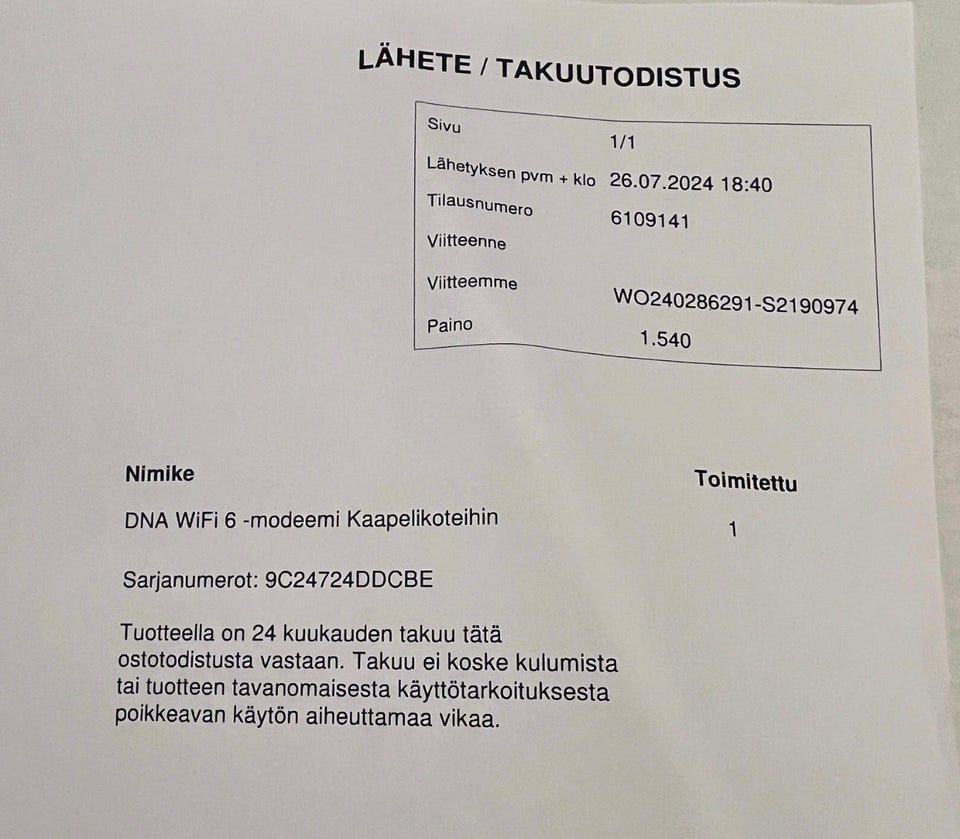 LÄHETE / TAKUUTODISTUS
Sivu 1/1
Lähetyksen pvm + klo 26.07.2024 18:40
Tilausnumero 6109141
Viitteenne
Viitteemme WO240286291-S2190974
Paino 1.540
Nimike Toimitettu
DNA WiFi 6 -modeemi Kaapelikoteihin 1
Sarjanumerot: 9C24724DDCBE
Tuotteella on 24 kuukauden takuu tätä
ostotodistusta vastaan. Takuu ei koske kulumista
tai tuotteen tavanomaisesta käyttötarkoituksesta
poikkeavan käytön aiheuttamaa vikaa.